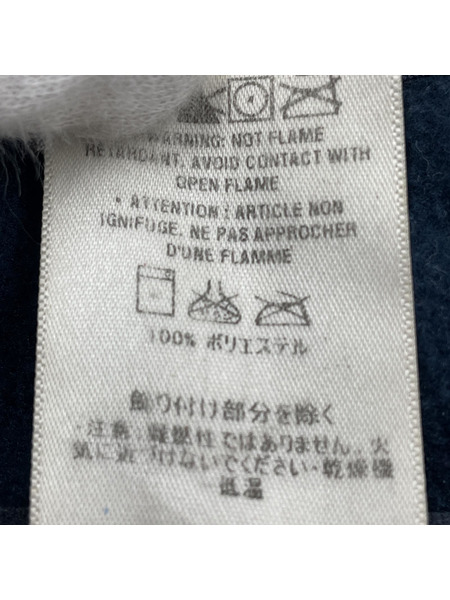 WARNING: NOT FLAME
RETARDANT. AVOID CONTACT WITH
OPEN FLAME
* ATTENTION : ARTICLE NON
IGNIFUGE. NE PAS APPROCHER
D'UNE FLAMME
100% ポリエステル
飾り付け部分を除く
・注意:難燃性ではありません, 火
気に近づけないでください・乾燥機
低温